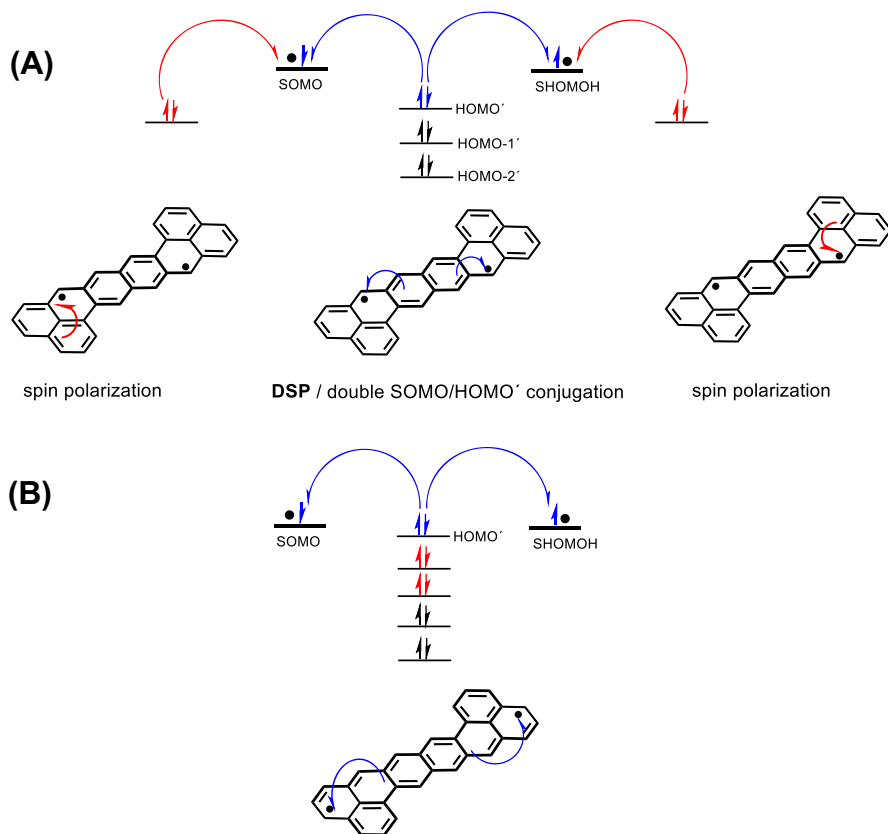 (A)
SOMO
SHOMOH
HOMO´
HOMO-1´
HOMO-2´
spin polarization
DSP / double SOMO/HOMO´ conjugation
spin polarization
(B)
SOMO
HOMO´
SHOMOH